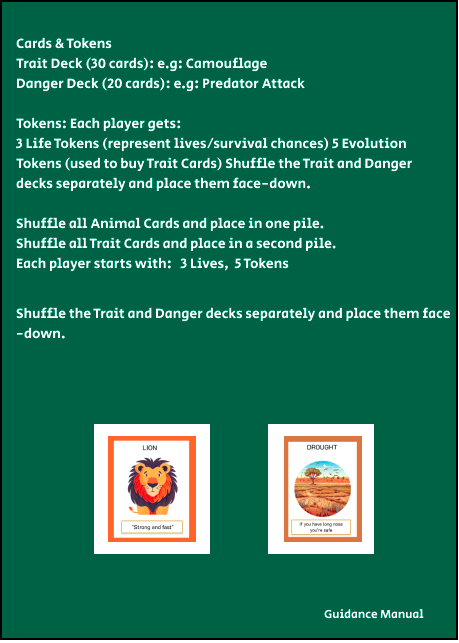 Cards & Tokens
Trait Deck (30 cards): e.g: Camouflage
Danger Deck (20 cards): e.g: Predator Attack
Tokens: Each player gets:
3 Life Tokens (represent lives/survival chances) 5 Evolution
Tokens (used to buy Trait Cards) Shuffle the Trait and Danger
decks separately and place them face-down.
Shuffle all Animal Cards and place in one pile.
Shuffle all Trait Cards and place in a second pile.
Each player starts with: 3 Lives, 5 Tokens
Shuffle the Trait and Danger decks separately and place them face
-down.
LION
"Strong and fast"
DROUGHT
If you have long nose
you're safe
Guidance Manual